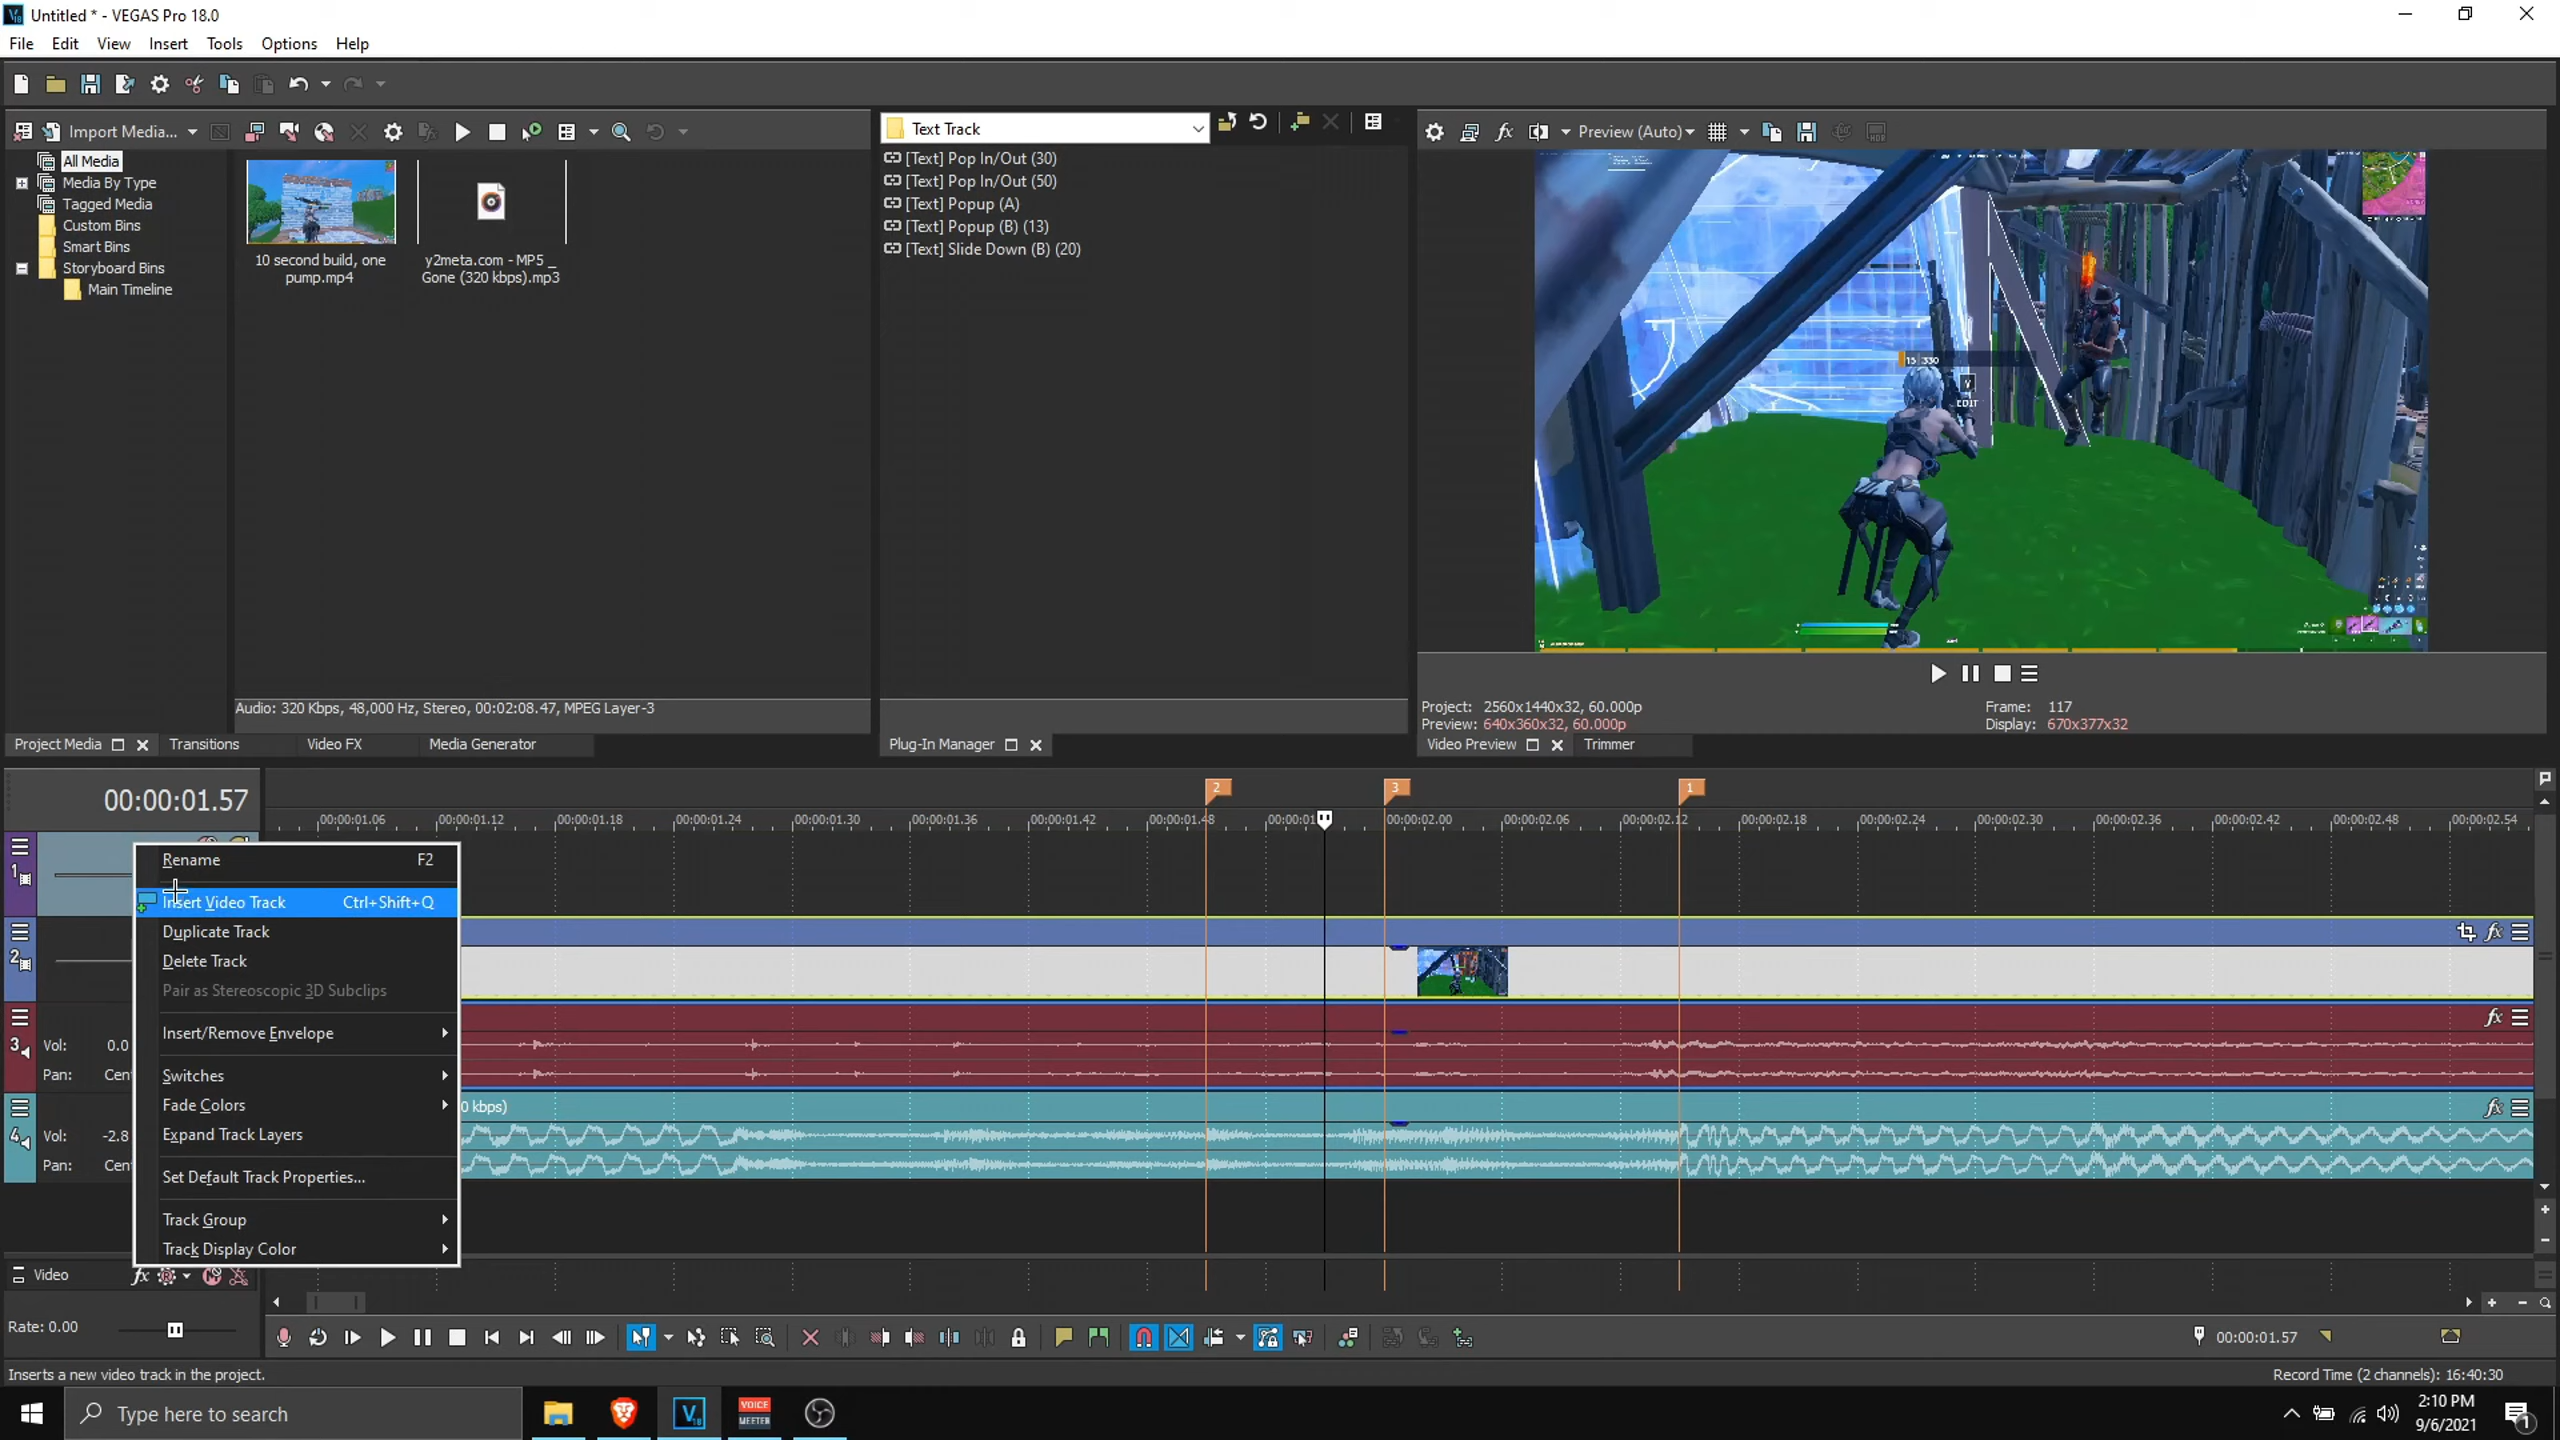 Untitled * - VEGAS Pro 18.0
File Edit View Insert Tools Options Help
Import Media...
All Media
Media By Type
Tagged Media
Custom Bins
Smart Bins
Storyboard Bins
Main Timeline
10 second build, one
pump.mp4
y2meta.com - MP5 _
Gone (320 kbps).mp3
Audio: 320 Kbps, 48,000 Hz, Stereo, 00:02:08.47, MPEG Layer-3
Text Track
[Text] Pop In/Out (30)
[Text] Pop In/Out (50)
[Text] Popup (A)
[Text] Popup (B) (13)
[Text] Slide Down (B) (20)
Preview (Auto)
15 330
EDIT
Project: 2560x1440x32, 60.000p
Preview: 640x360x32, 60.000p
Frame: 117
Display: 670x377x32
Project Media Transitions Video FX Media Generator
Plug-In Manager
Video Preview Trimmer
00:00:01.57
2 3 1
00:00:01.06 00:00:01.12 00:00:01.18 00:00:01.24 00:00:01.30 00:00:01.36 00:00:01.42 00:00:01.48 00:00:01 00:00:02.00 00:00:02.06 00:00:02.12 00:00:02.18 00:00:02.24 00:00:02.30 00:00:02.36 00:00:02.42 00:00:02.48 00:00:02.54
1
2
3 Vol: 0.0
Pan: Cent
4 Vol: -2.8
Pan: Cent
0 kbps)
Rename F2
Insert Video Track Ctrl+Shift+Q
Duplicate Track
Delete Track
Pair as Stereoscopic 3D Subclips
Insert/Remove Envelope
Switches
Fade Colors
Expand Track Layers
Set Default Track Properties...
Track Group
Track Display Color
Video
Rate: 0.00
00:00:01.57
Inserts a new video track in the project.
Record Time (2 channels): 16:40:30
Type here to search
VOICE
MEETER
2:10 PM
9/6/2021
1